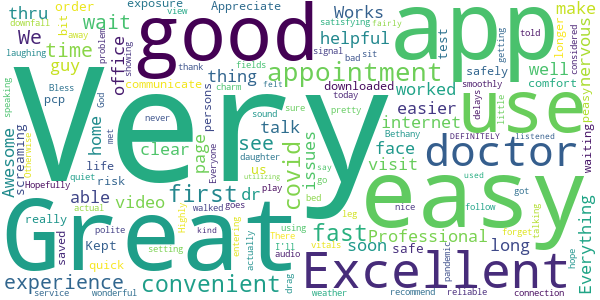 bit
order
exposure
Appreciate
view
downfall
We
wait
good
Works
satisfying
fairly
app
told
make
time
guy
helpful
signal
bad
sit
test
longer
considered
getting
nervous
laughing
away
showing
office
problem
thank
thing
fields
felt
appointment
downloaded
safely
well
smoothly
comfort
Bless
pcp
God
communicate
persons
charm
today
worked
easier
delays
use
peasy
speaking
home
met
never
talk
sound
sure
pretty
internet
little
Very
clear
page
Everyone
see
daughter
us
utilizing
covid
issues
say
face
Bethany
DEFINITELY
listened
doctor
waiting
Awesome
screaming
Otherwise
life
risk
quiet
able
Hopefully
actual
really
saved
video
Kept
polite
Great
first
dr
play
go
bed
visit
used
got
easy
Everything
walked
goes
fast
leg
nice
Professional
follow
talking
forget
Highly
kind
entering
There
using
soon
safe
long
experience
quick
setting
convenient
actually
I'll
audio
vitals
pandemic
Excellent
hope
service
wonderful
drag
weather
recommend
reliable
connection
thru